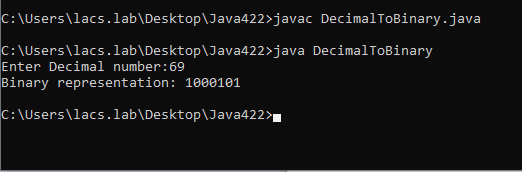 C:\Users\lacs.lab\Desktop\Java422>javac DecimalToBinary.java
C:\Users\lacs.lab\Desktop\Java422>java DecimalToBinary
Enter Decimal number:69
Binary representation: 1000101
C:\Users\lacs.lab\Desktop\Java422>